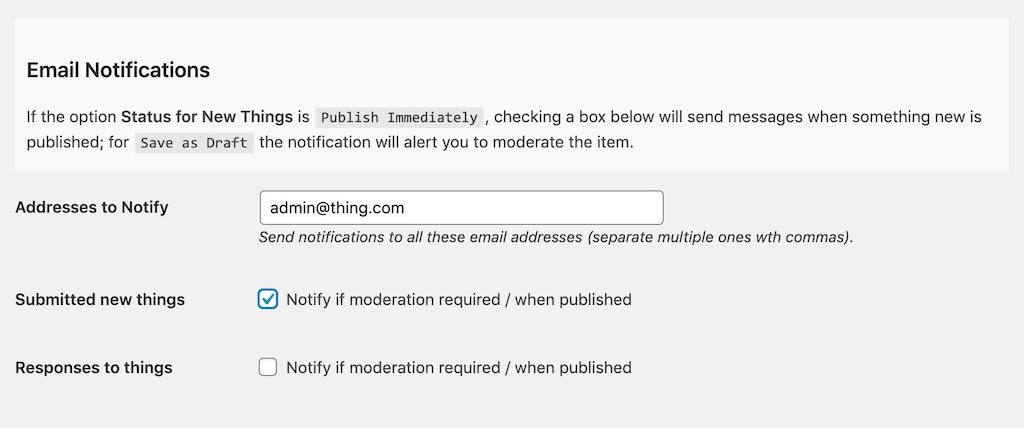 Email Notifications
If the option Status for New Things is Publish Immediately , checking a box below will send messages when something new is
published; for Save as Draft the notification will alert you to moderate the item.
Addresses to Notify
admin@thing.com
Send notifications to all these email addresses (separate multiple ones wth commas).
Submitted new things
Notify if moderation required / when published
Responses to things
Notify if moderation required / when published